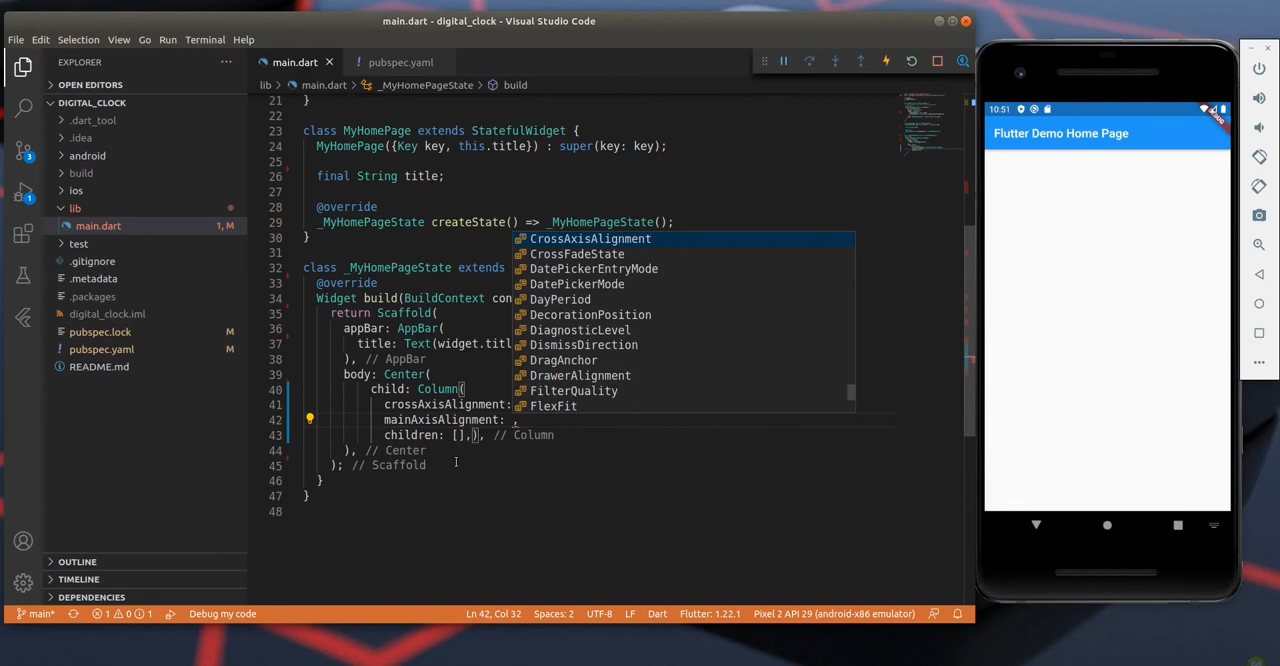 main.dart - digital_clock - Visual Studio Code
File Edit Selection View Go Run Terminal Help
EXPLORER ···
main.dart
pubspec.yaml
OPEN EDITORS
DIGITAL_CLOCK
.dart_tool
.idea
android
build
ios
lib
main.dart 1, M
test
.gitignore
.metadata
.packages
digital_clock.iml
pubspec.lock M
pubspec.yaml M
README.md
OUTLINE
TIMELINE
DEPENDENCIES
3
1
lib > main.dart > _MyHomePageState > build
21 }
22
23 class MyHomePage extends StatefulWidget {
24 MyHomePage({Key key, this.title}) : super(key: key);
25
26 final String title;
27
28 @override
29 _MyHomePageState createState() => _MyHomePageState();
30 }
31
32 class _MyHomePageState extends
33 @override
34 Widget build(BuildContext con
35 return Scaffold(
36 appBar: AppBar(
37 title: Text(widget.titl
38 ), // AppBar
39 body: Center(
40 child: Column(
41 crossAxisAlignment:
42 mainAxisAlignment: ,
43 children: [],), // Column
44 ), // Center
45 ); // Scaffold
46 }
47 }
48
CrossAxisAlignment
CrossFadeState
DatePickerEntryMode
DatePickerMode
DayPeriod
DecorationPosition
DiagnosticLevel
DismissDirection
DragAnchor
DrawerAlignment
FilterQuality
FlexFit
main* 1 0 1 Debug my code Ln 42, Col 32 Spaces: 2 UTF-8 LF Dart Flutter: 1.22.1 Pixel 2 API 29 (android-x86 emulator)
10:51
Flutter Demo Home Page